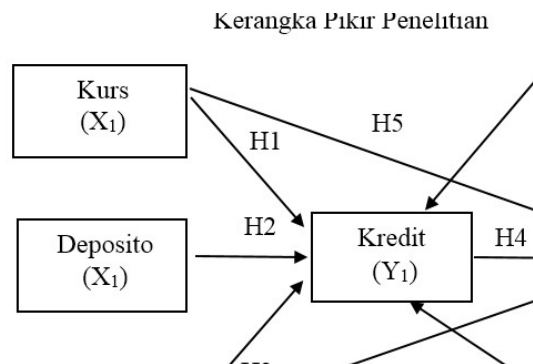 Kerangka Pikir Penelitian
Kurs
(X₁)
H5
H1
H2
Deposito
(X₁)
Kredit
(Y₁)
H4